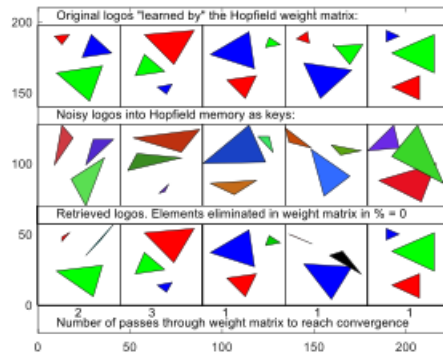 200
Original logos "learned by" the Hopfield weight matrix:
150
Noisy logos into Hopfield memory as keys:
100
Retrieved logos. Elements eliminated in weight matrix in % = 0
50
0
2 3 1 1 1
Number of passes through weight matrix to reach convergence
0 50 100 150 200